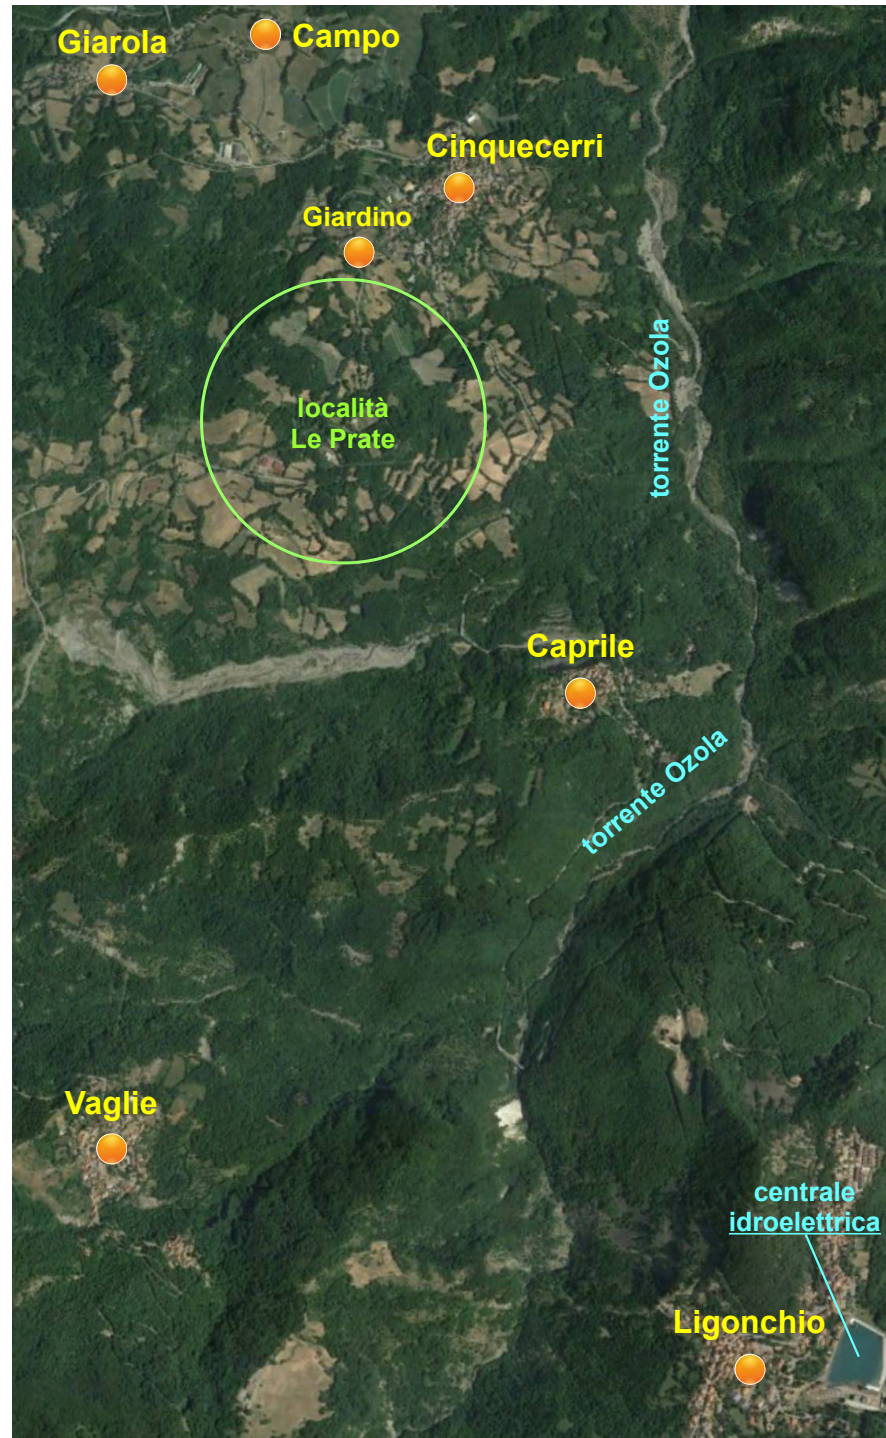 Campo
Giarola
Cinquecerri
Giardino
torrente Ozola
località
Le Prate
Caprile
torrente Ozola
Vaglie
centrale
idroelettrica
Ligonchio